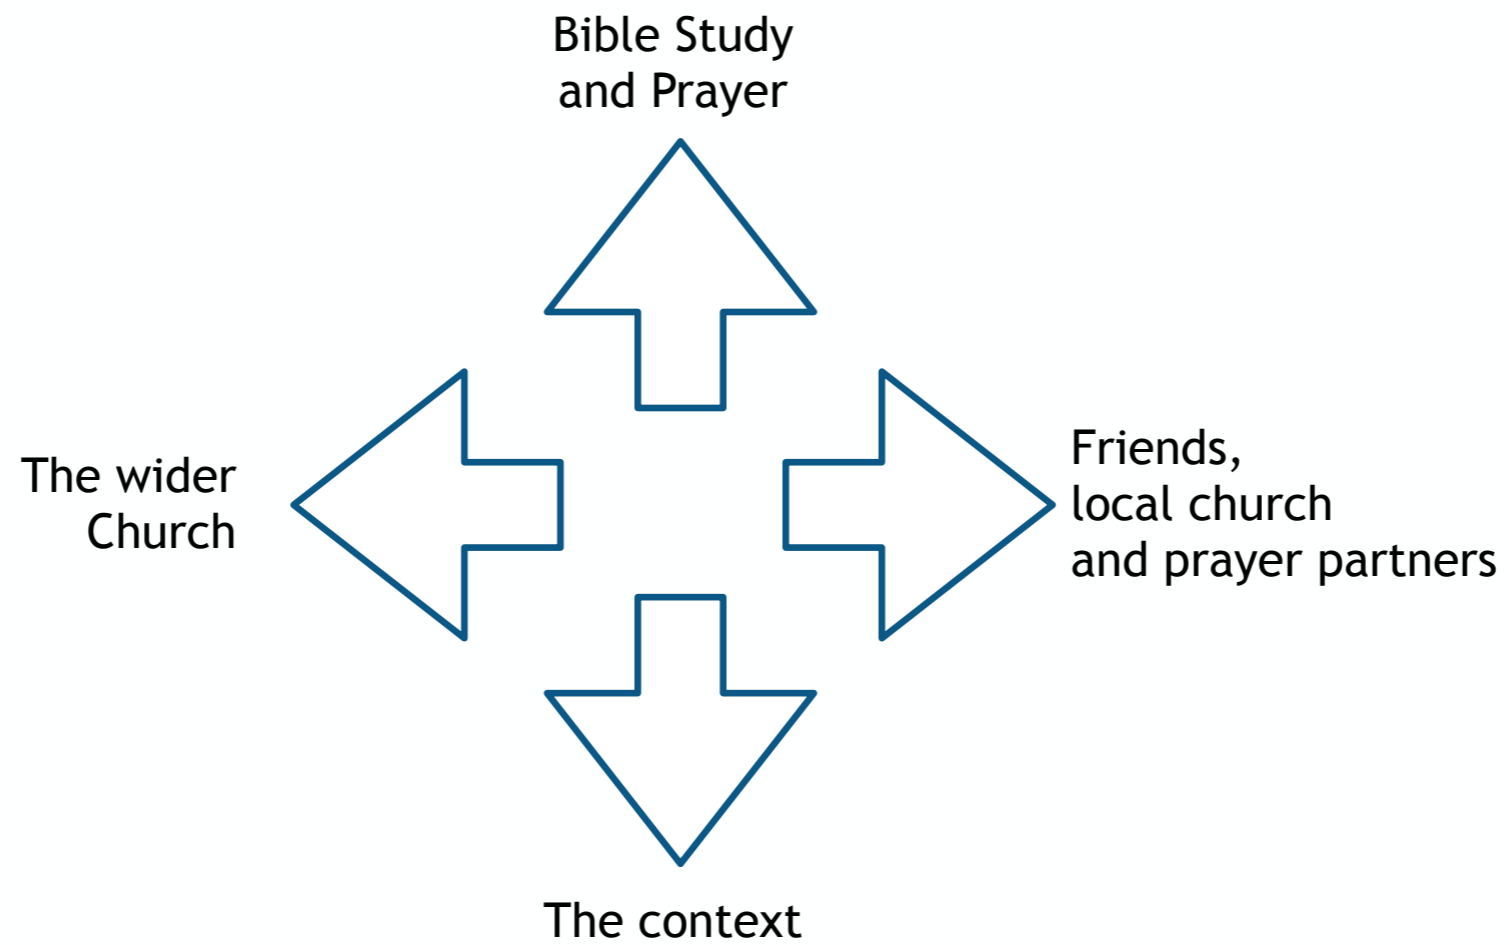 Bible Study
and Prayer
The wider
Church
Friends,
local church
and prayer partners
The context